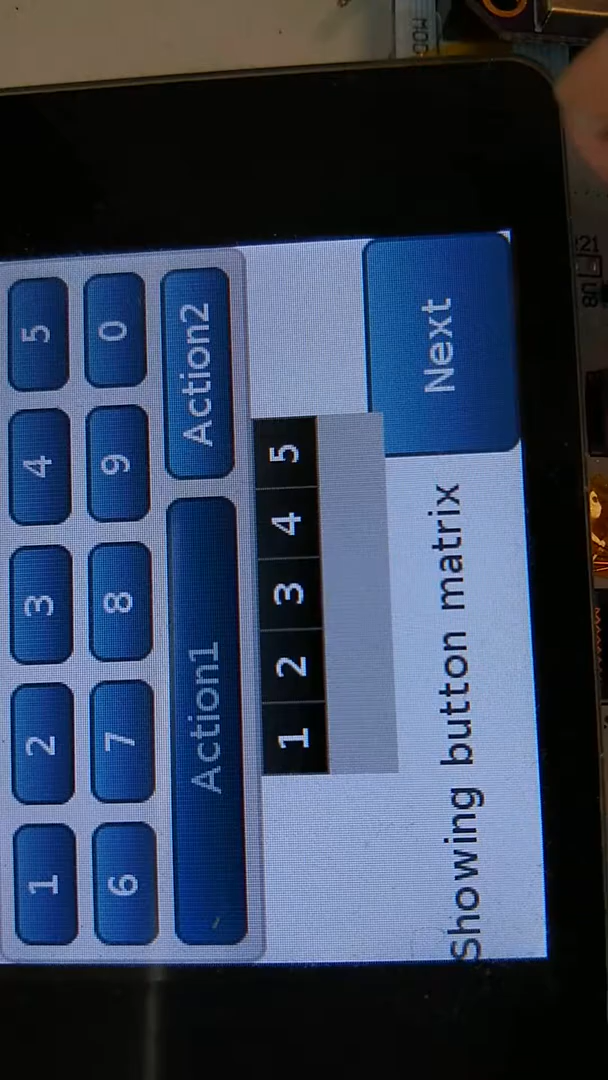 1 2 3 4 5
6 7 8 9 0
Action1 Action2
1 2 3 4 5
Showing button matrix
Next